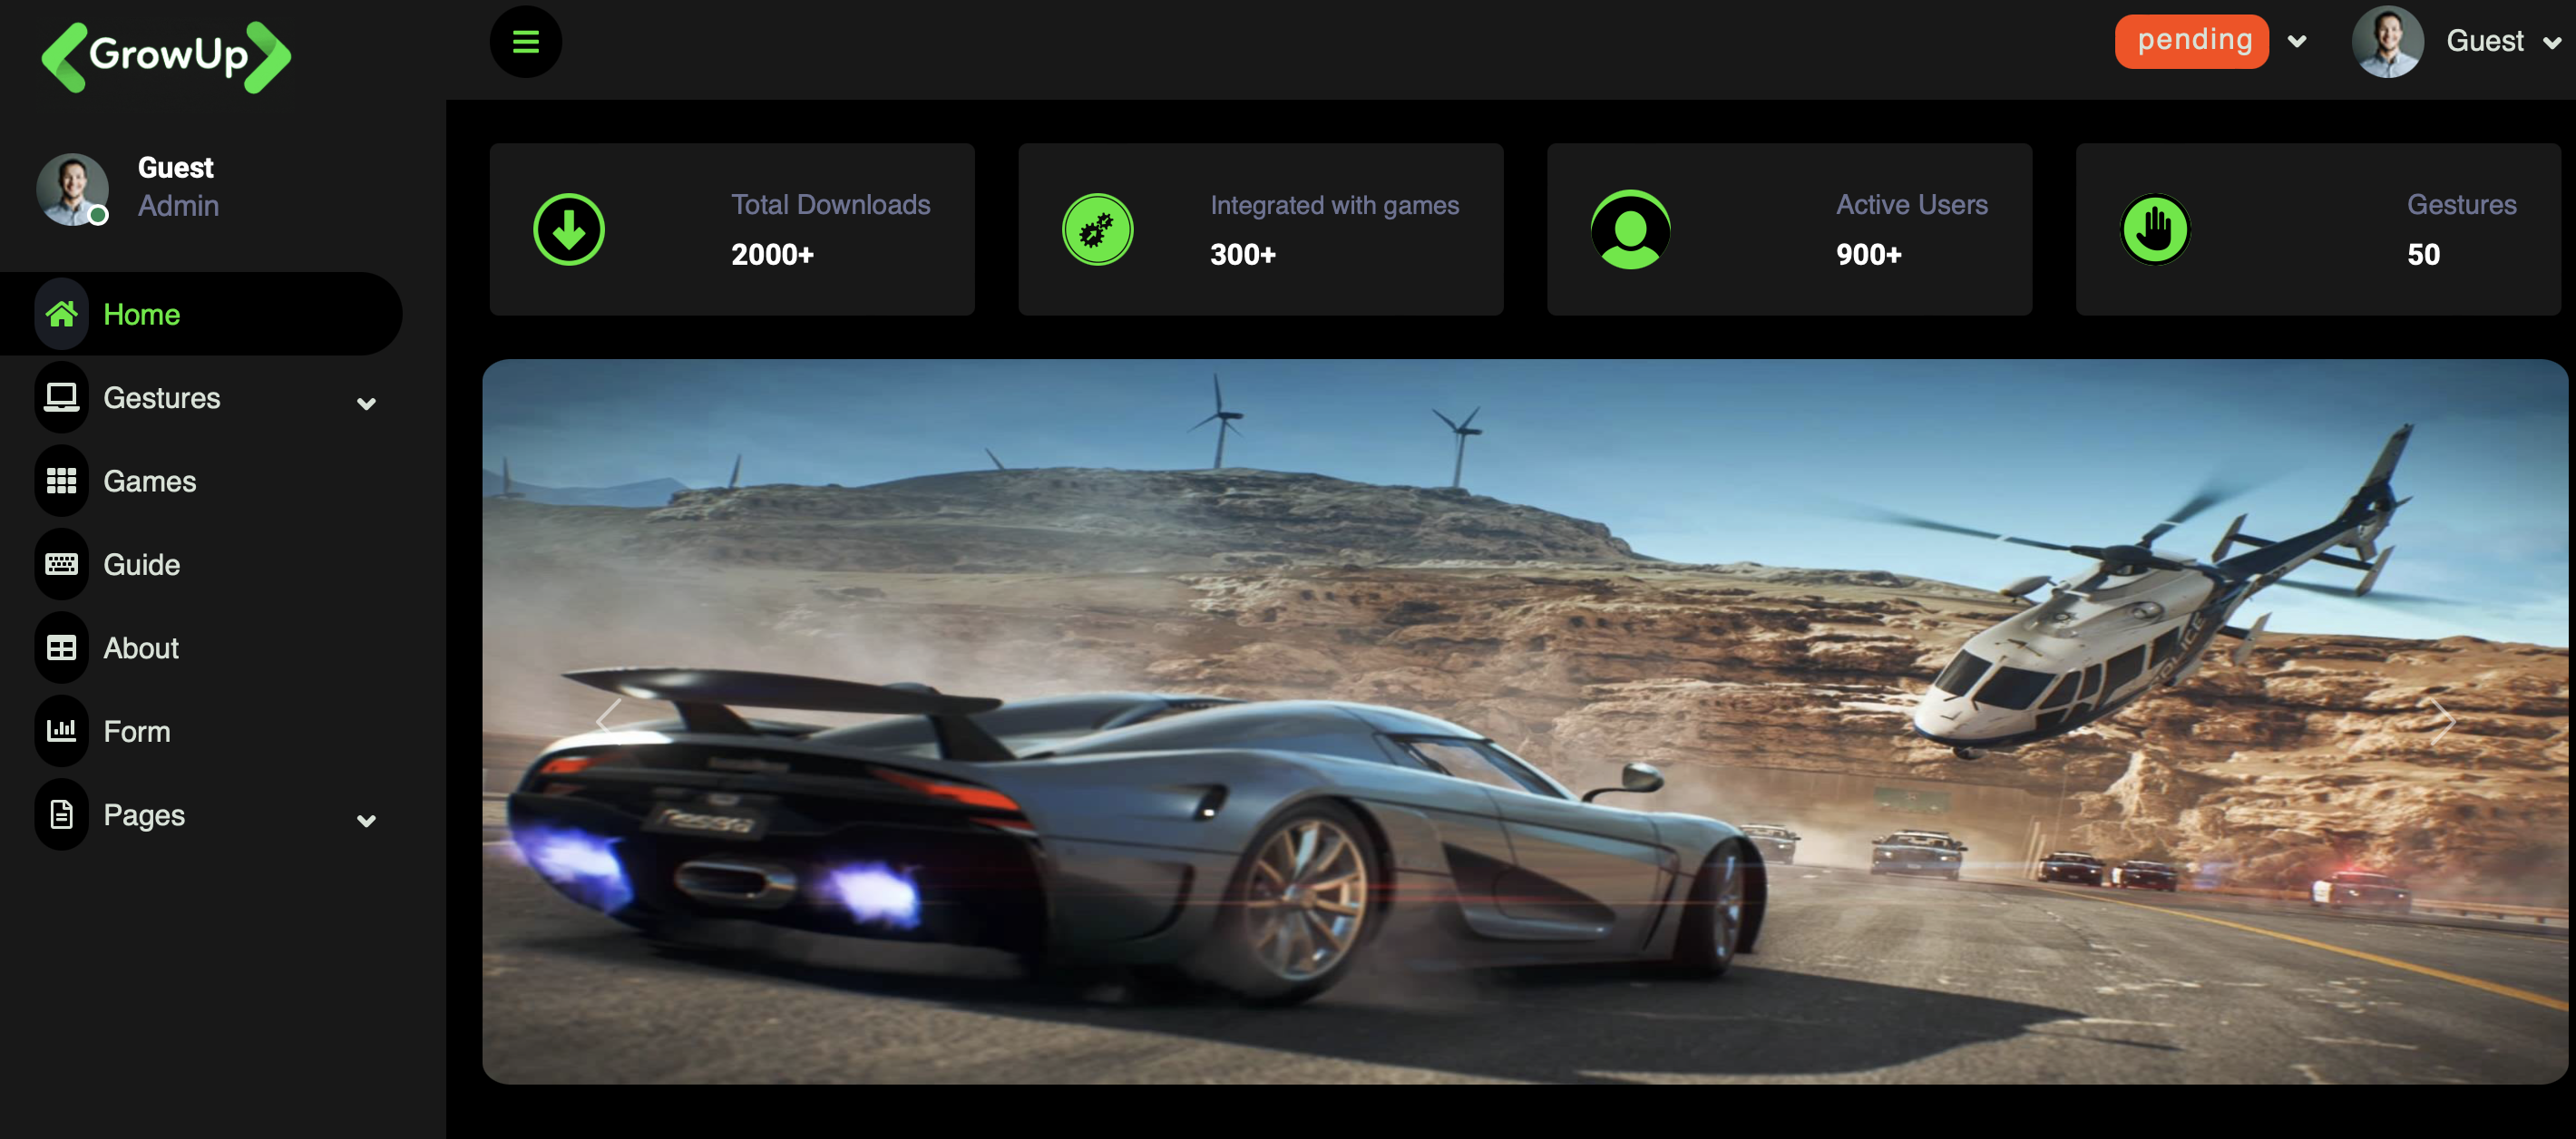 GrowUp
pending
Guest
Guest
Admin
Home
Gestures
Games
Guide
About
Form
Pages
Total Downloads
2000+
Integrated with games
300+
Active Users
900+
Gestures
50
POLICE